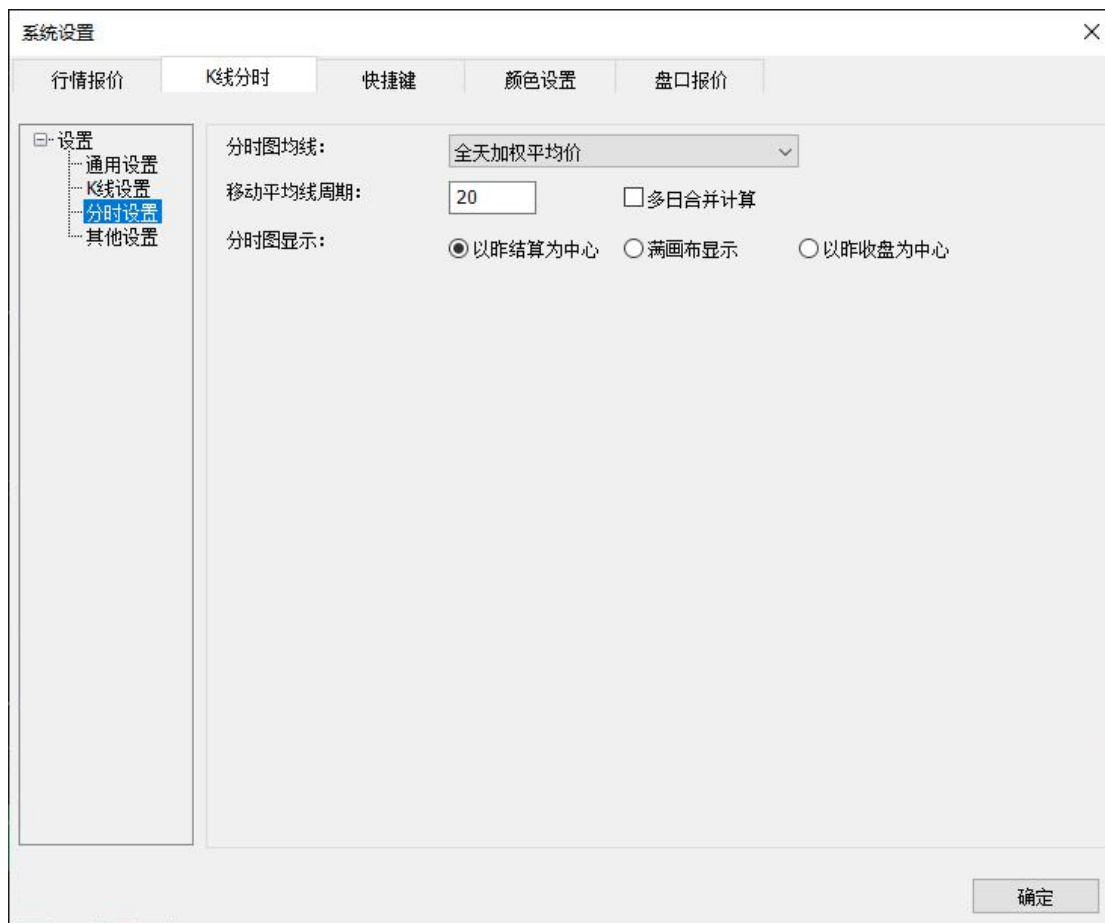 系统设置
行情报价 K线分时 快捷键 颜色设置 盘口报价
设置
通用设置
K线设置
分时设置
其他设置
分时图均线: 全天加权平均价
移动平均线周期: 20 多日合并计算
分时图显示: 以昨结算为中心 满画布显示 以昨收盘为中心
确定